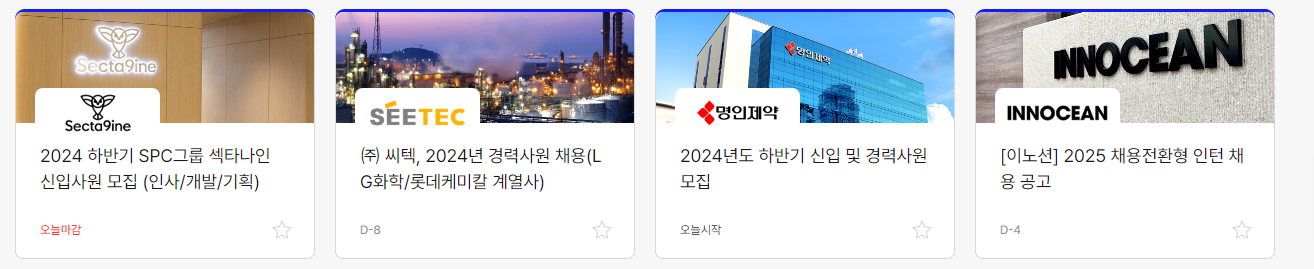 Secta9ine
Secta9ine
2024 하반기 SPC그룹 섹타나인
신입사원 모집 (인사/개발/기획)
오늘마감
SEETEC
㈜ 씨텍, 2024년 경력사원 채용(L
G화학/롯데케미칼 계열사)
D-8
명인제약
명인제약
2024년도 하반기 신입 및 경력사원
모집
오늘시작
INNOCEAN
INNOCEAN
[이노션] 2025 채용전환형 인턴 채
용 공고
D-4